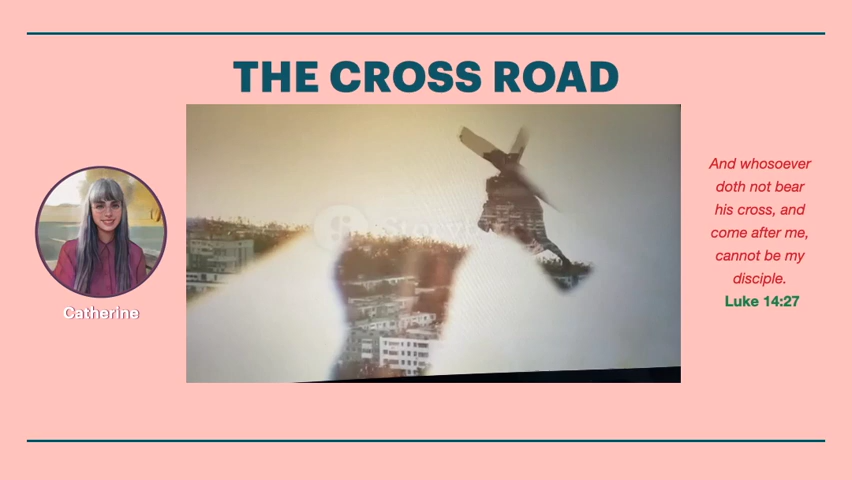 THE CROSS ROAD
Catherine
And whosoever
doth not bear
his cross, and
come after me,
cannot be my
disciple.
Luke 14:27